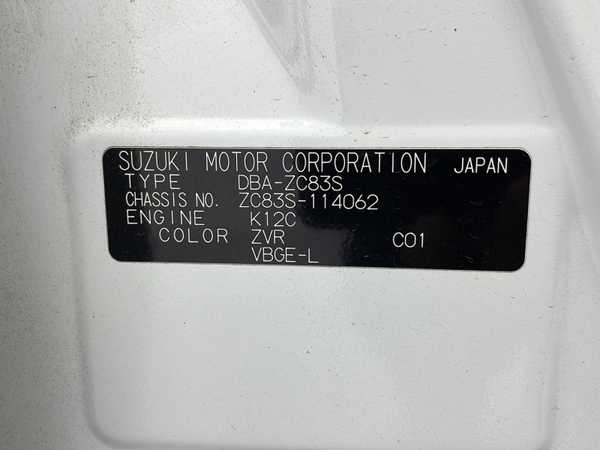 SUZUKI MOTOR CORPORATION JAPAN
TYPE DBA-ZC83S
CHASSIS NO. ZC83S-114062
ENGINE K12C
COLOR ZVR C01
VBGE-L